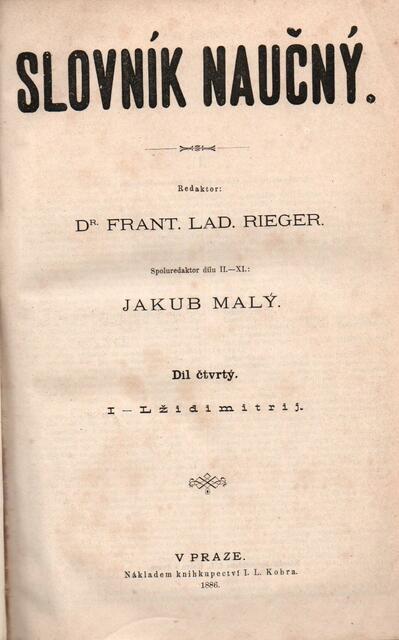 SLOVNÍK NAUČNÝ.
Redaktor:
DR. FRANT. LAD. RIEGER.
Spoluredaktor dílu II.—XI.:
JAKUB MALÝ.
Díl čtvrtý.
I — Lžidimitrij.
V PRAZE.
Nákladem knihkupectví I. L. Kobra.
1886.